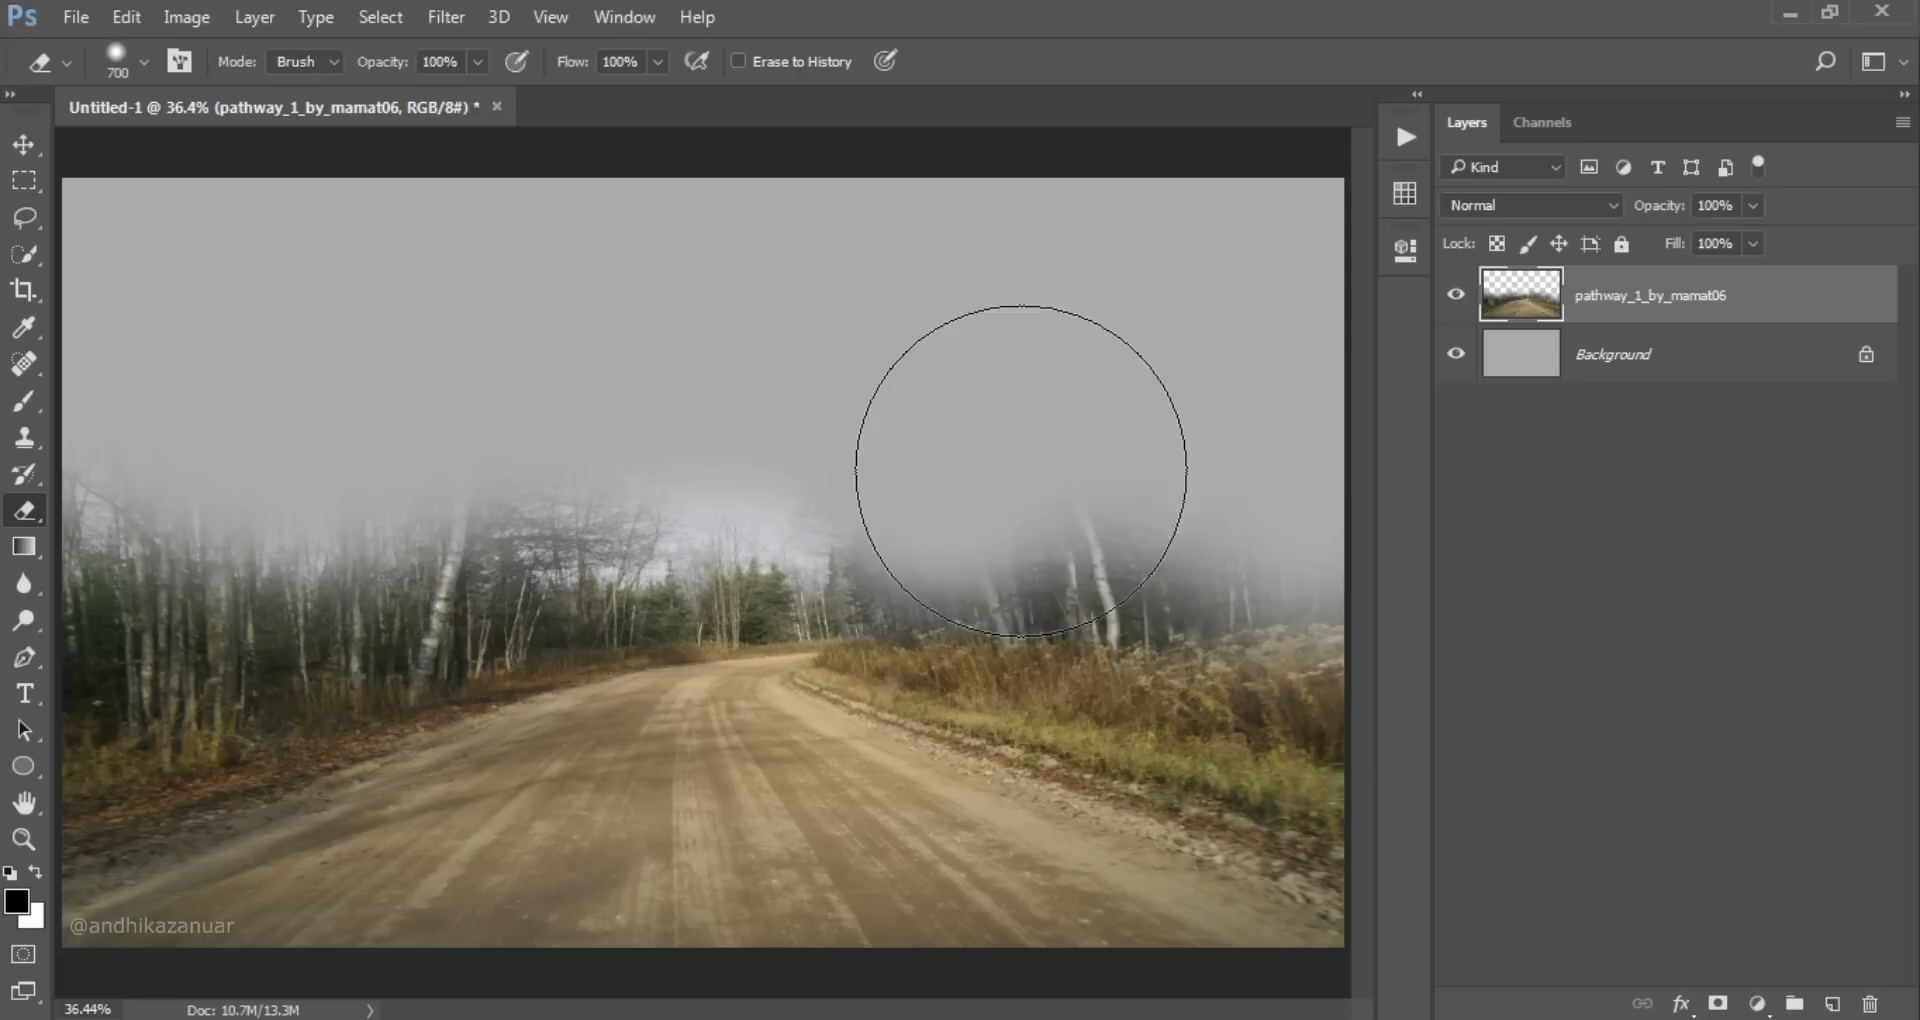 Ps File Edit Image Layer Type Select Filter 3D View Window Help
700 Mode: Brush Opacity: 100% Flow: 100% Erase to History
Untitled-1 @ 36.4% (pathway_1_by_mamat06, RGB/8#) *
Layers Channels
Kind
Normal Opacity: 100%
Lock: Fill: 100%
pathway_1_by_mamat06
Background
@andhikazanuar
36.44% Doc: 10.7M/13.3M
fx